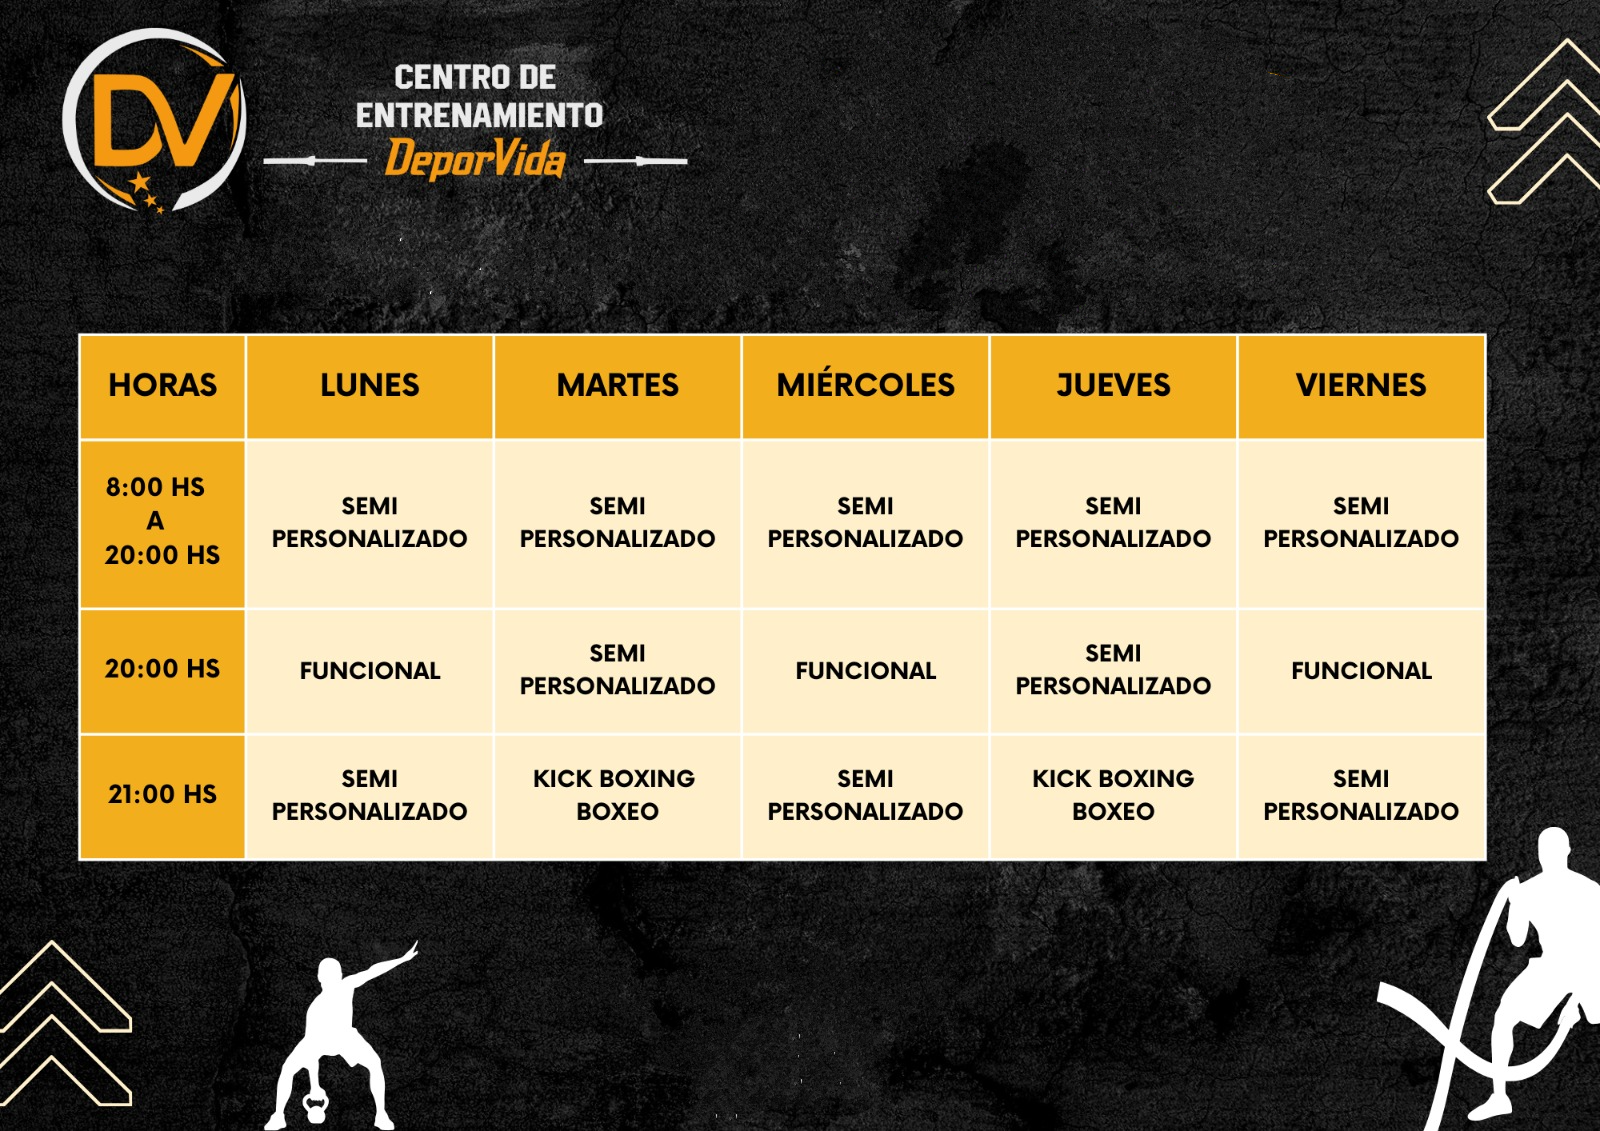 DV
CENTRO DE
ENTRENAMIENTO
DeporVida
HORAS LUNES MARTES MIÉRCOLES JUEVES VIERNES
8:00 HS
A
20:00 HS
SEMI
PERSONALIZADO
SEMI
PERSONALIZADO
SEMI
PERSONALIZADO
SEMI
PERSONALIZADO
SEMI
PERSONALIZADO
20:00 HS
FUNCIONAL
SEMI
PERSONALIZADO
FUNCIONAL
SEMI
PERSONALIZADO
FUNCIONAL
21:00 HS
SEMI
PERSONALIZADO
KICK BOXING
BOXEO
SEMI
PERSONALIZADO
KICK BOXING
BOXEO
SEMI
PERSONALIZADO